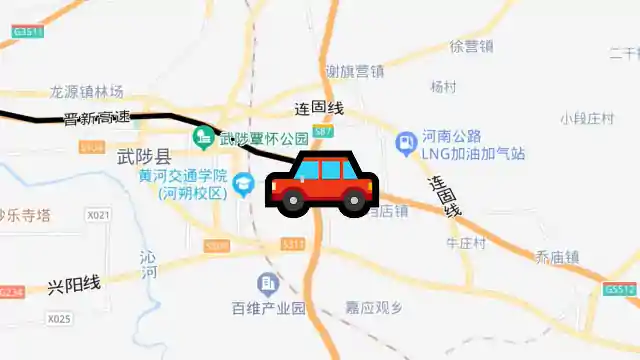 G3511
徐营镇
二干
谢旗营镇
龙源镇林场
杨村
连固线
晋新高速
小段庄村
S87
武陟覃怀公园
河南公路
LNG加油加气站
武陟县
黄河交通学院
(河朔校区)
连固线
X021
乐寺塔
店镇
牛庄村
S311
沁河
乔庙镇
兴阳线
G234
G5512
百维产业园
嘉应观乡
X025